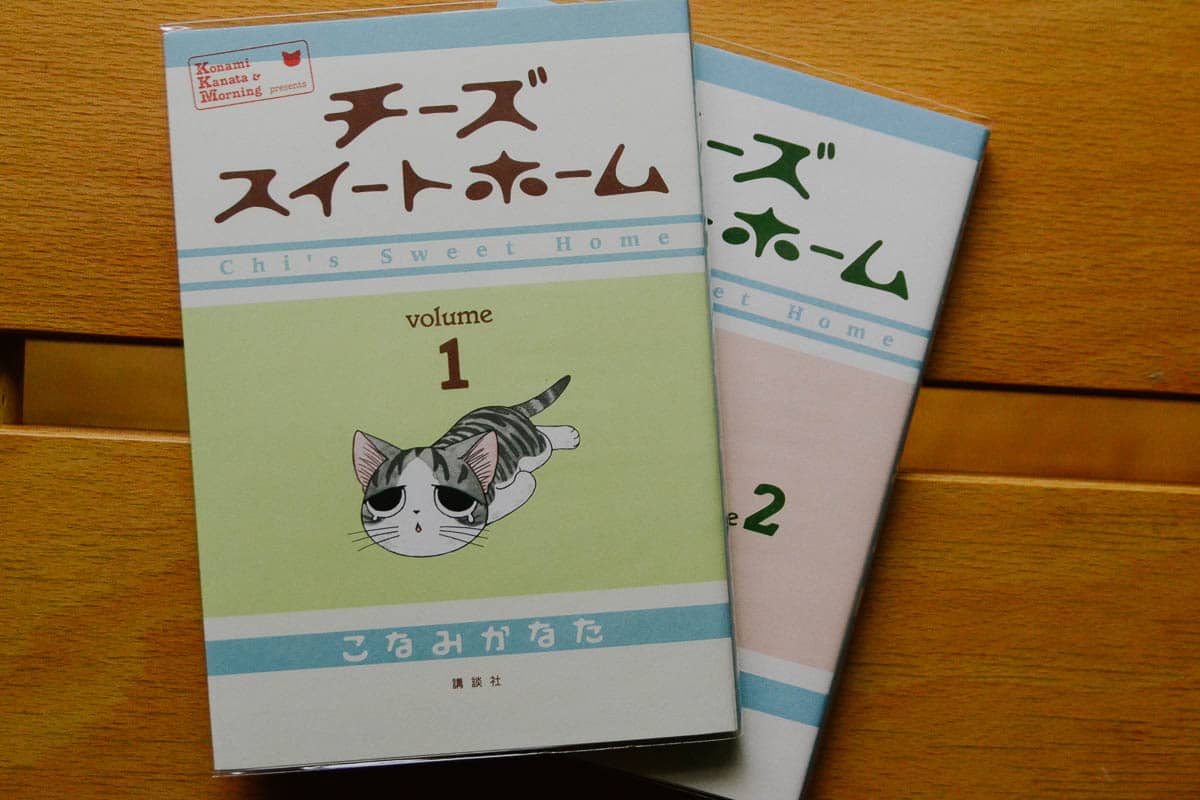 Konami
Kanata &
Morning presents
チーズ
スイートホーム
Chi's Sweet Home
volume
1
こなみかなた
講談社
ーズ
ホーム
et Home
e 2